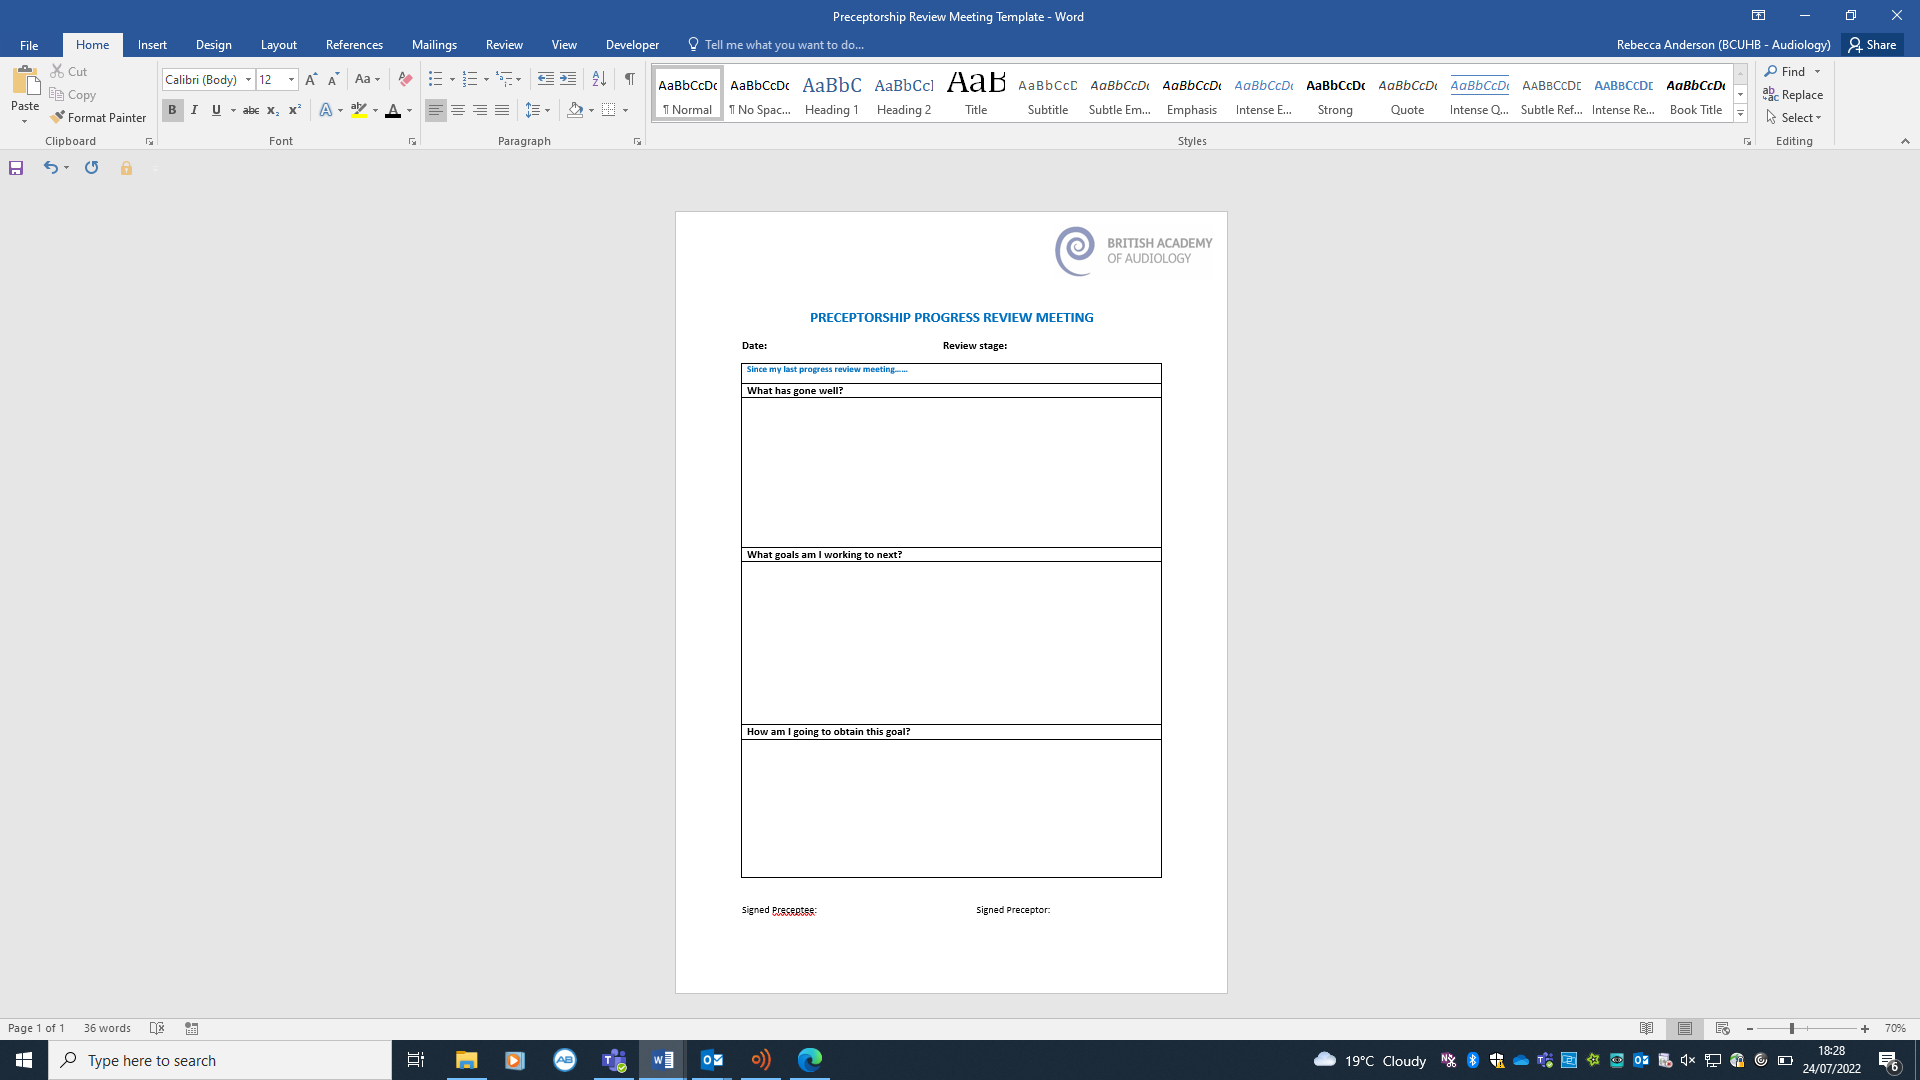 Preceptorship Review Meeting Template - Word
File Home Insert Design Layout References Mailings Review View Developer Tell me what you want to do... Rebecca Anderson (BCUHB - Audiology) Share
Paste
Cut
Copy
Format Painter
Clipboard
Calibri (Body) 12
Font
Paragraph
AaBbCcDc AaBbCcDc AaBbC AaBbCcI AaB AaBbCcD AaBbCcDc AaBbCcDc AaBbCcDc AaBbCcDc AaBbCcDc AaBbCcDc AABBCCDE AABBCCDE AaBbCcDc
¶ Normal ¶ No Spac... Heading 1 Heading 2 Title Subtitle Subtle Em... Emphasis Intense E... Strong Quote Intense Q... Subtle Ref... Intense Re... Book Title
Styles
Find
Replace
Select
Editing
BRITISH ACADEMY
OF AUDIOLOGY
PRECEPTORSHIP PROGRESS REVIEW MEETING
Date: Review stage:
Since my last progress review meeting......
What has gone well?
What goals am I working to next?
How am I going to obtain this goal?
Signed Preceptee: Signed Preceptor:
Page 1 of 1 36 words 70%
Type here to search
19°C Cloudy
18:28
24/07/2022
6